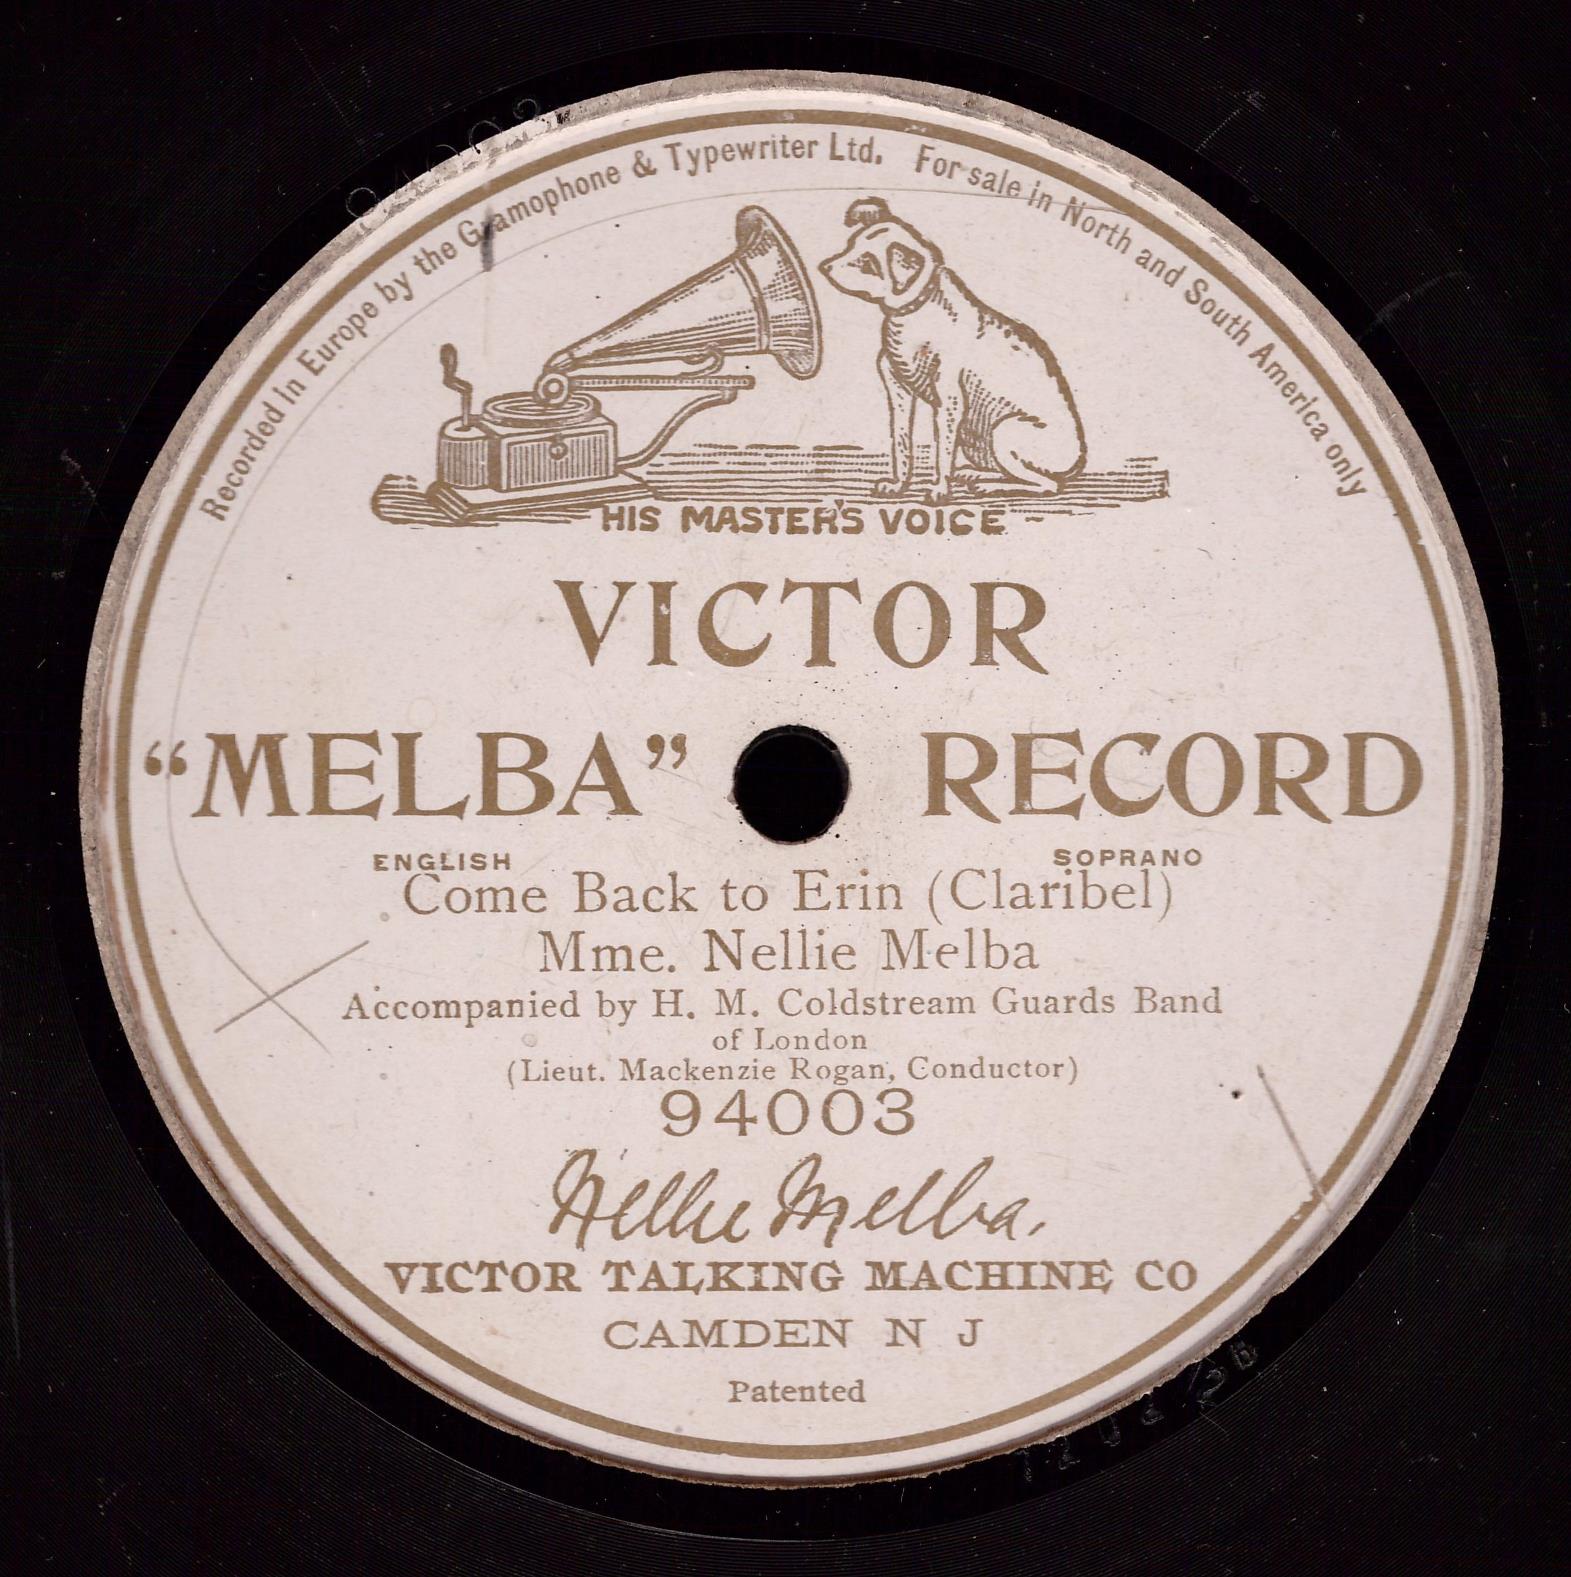 Recorded in Europe by the Gramophone & Typewriter Ltd. For sale in North and South America only
HIS MASTER'S VOICE
VICTOR
"MELBA" RECORD
ENGLISH SOPRANO
Come Back to Erin (Claribel)
Mme. Nellie Melba
Accompanied by H. M. Coldstream Guards Band
of London
(Lieut. Mackenzie Rogan, Conductor)
94003
Nellie Melba.
VICTOR TALKING MACHINE CO
CAMDEN N J
Patented